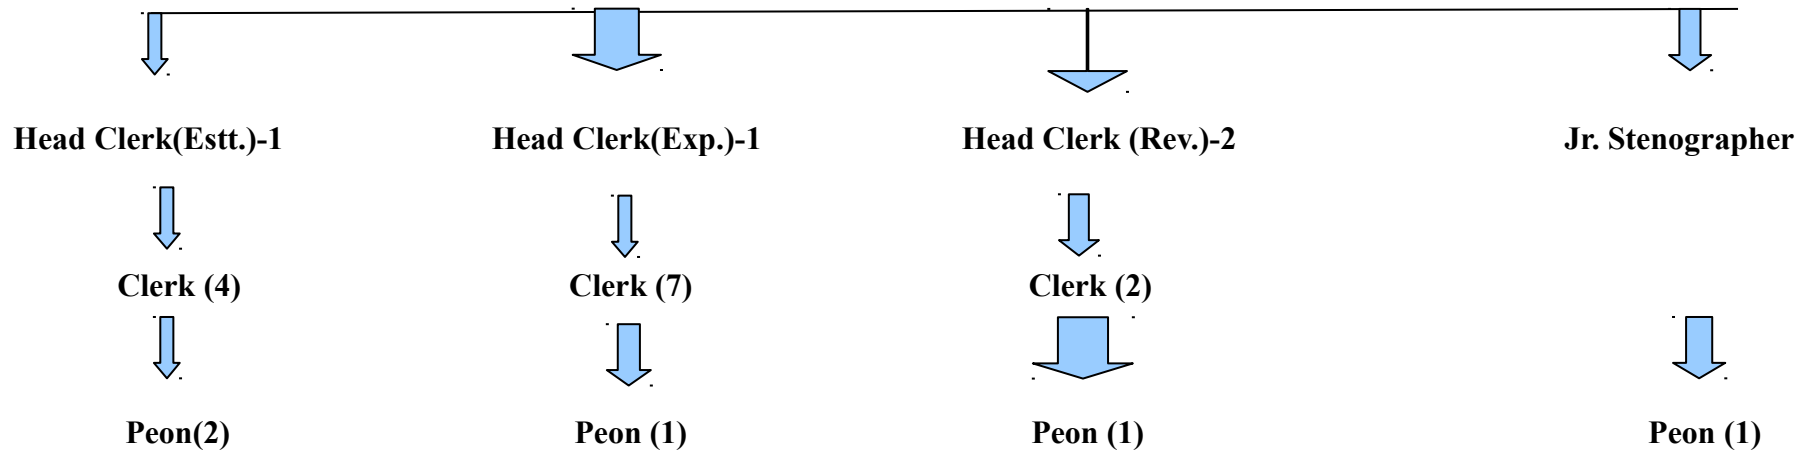 Head Clerk(Estt.)-1 Head Clerk(Exp.)-1 Head Clerk (Rev.)-2 Jr. Stenographer
Clerk (4) Clerk (7) Clerk (2)
Peon(2) Peon (1) Peon (1) Peon (1)